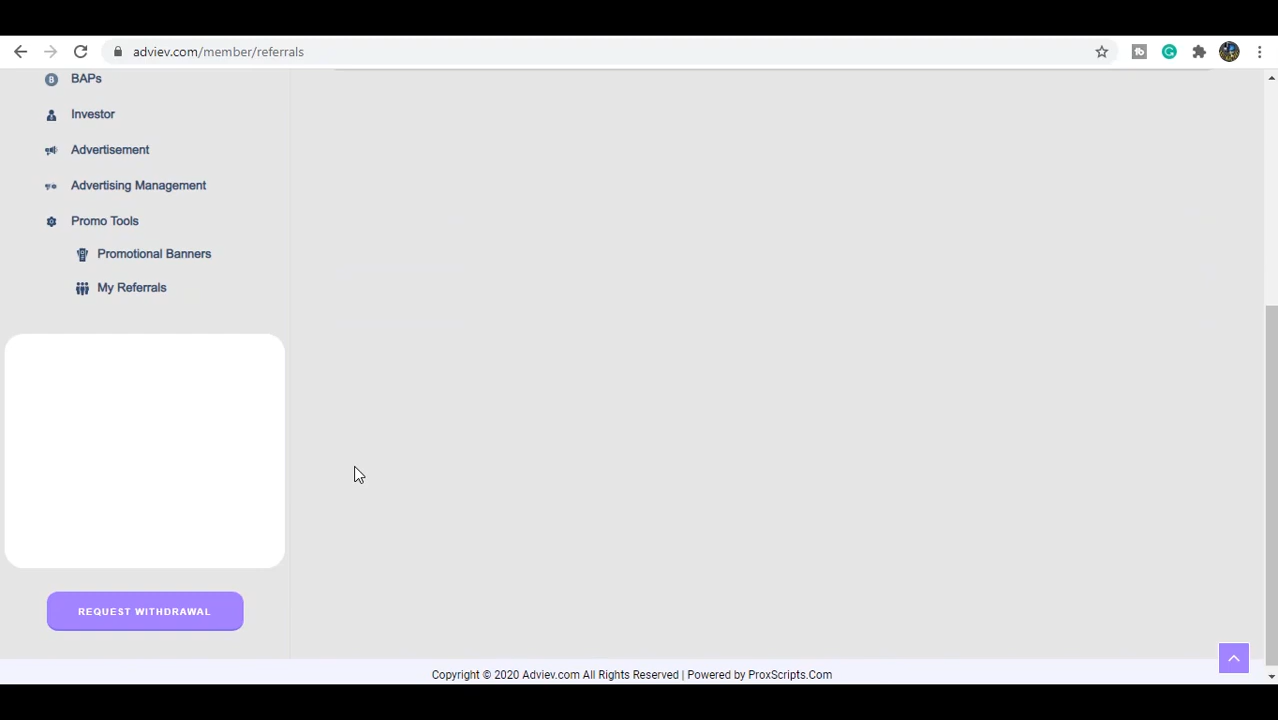 adviev.com/member/referrals
BAPs
Investor
Advertisement
Advertising Management
Promo Tools
Promotional Banners
My Referrals
REQUEST WITHDRAWAL
Copyright © 2020 Adviev.com All Rights Reserved | Powered by ProxScripts.Com